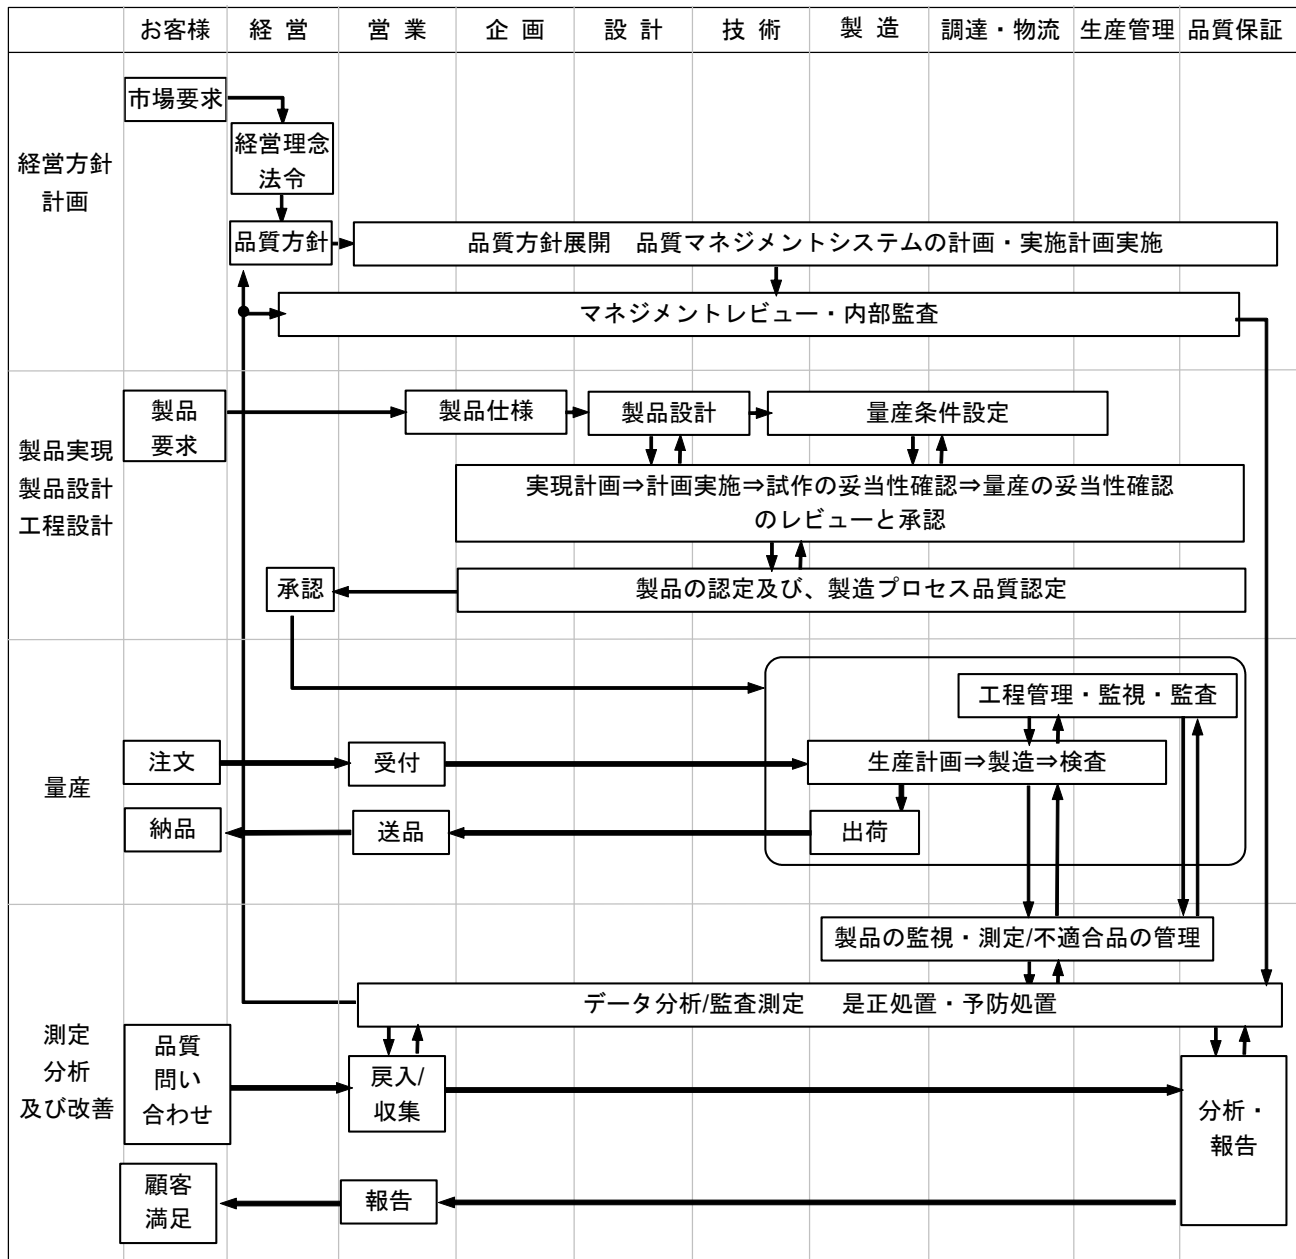 お客様 経営 営業 企画 設計 技術 製造 調達・物流 生産管理 品質保証
経営方針
計画
市場要求
経営理念
法令
品質方針
品質方針展開　品質マネジメントシステムの計画・実施計画実施
マネジメントレビュー・内部監査
製品実現
製品設計
工程設計
製品
要求
製品仕様
製品設計
量産条件設定
実現計画⇒計画実施⇒試作の妥当性確認⇒量産の妥当性確認
のレビューと承認
承認
製品の認定及び、製造プロセス品質認定
量産
工程管理・監視・監査
注文
受付
生産計画⇒製造⇒検査
納品
送品
出荷
測定
分析
及び改善
製品の監視・測定/不適合品の管理
データ分析/監査測定　是正処置・予防処置
品質
問い
合わせ
戻入/
収集
分析・
報告
顧客
満足
報告